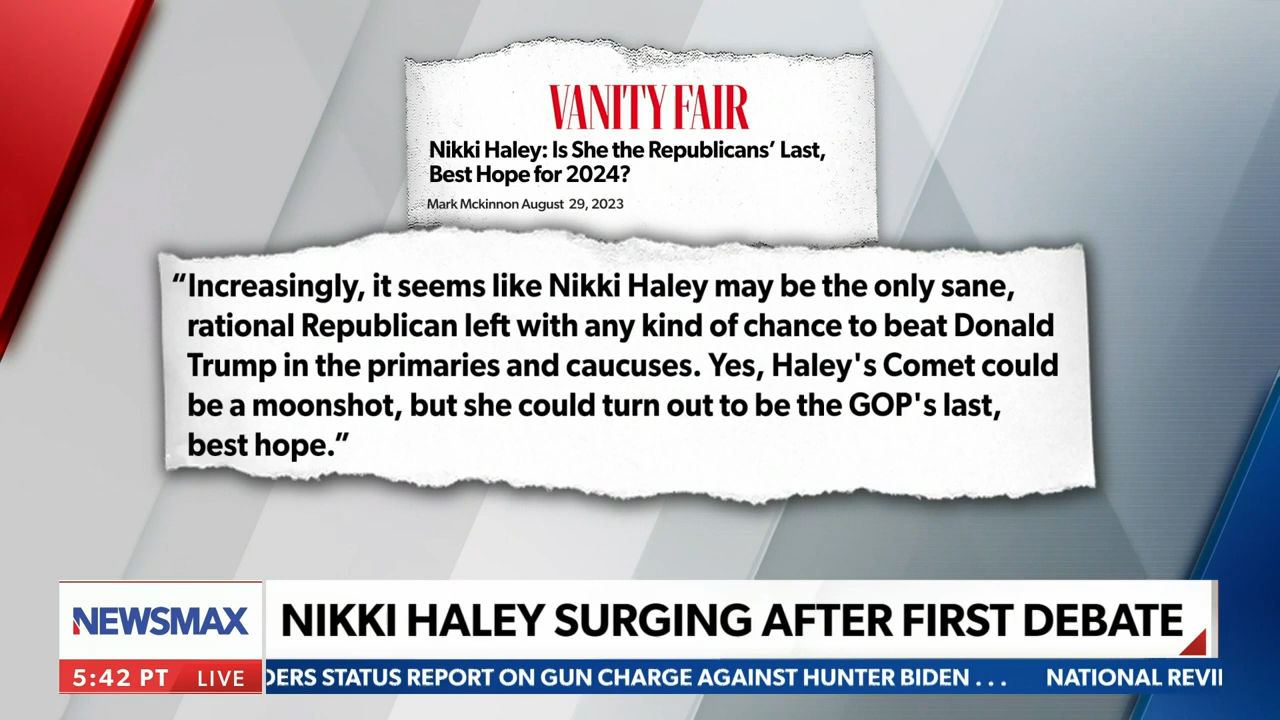 VANITY FAIR
Nikki Haley: Is She the Republicans’ Last,
Best Hope for 2024?
Mark Mckinnon August 29, 2023
“Increasingly, it seems like Nikki Haley may be the only sane,
rational Republican left with any kind of chance to beat Donald
Trump in the primaries and caucuses. Yes, Haley's Comet could
be a moonshot, but she could turn out to be the GOP's last,
best hope.”
NEWSMAX
NIKKI HALEY SURGING AFTER FIRST DEBATE
5:42 PT LIVE
DERS STATUS REPORT ON GUN CHARGE AGAINST HUNTER BIDEN . . . NATIONAL REVI